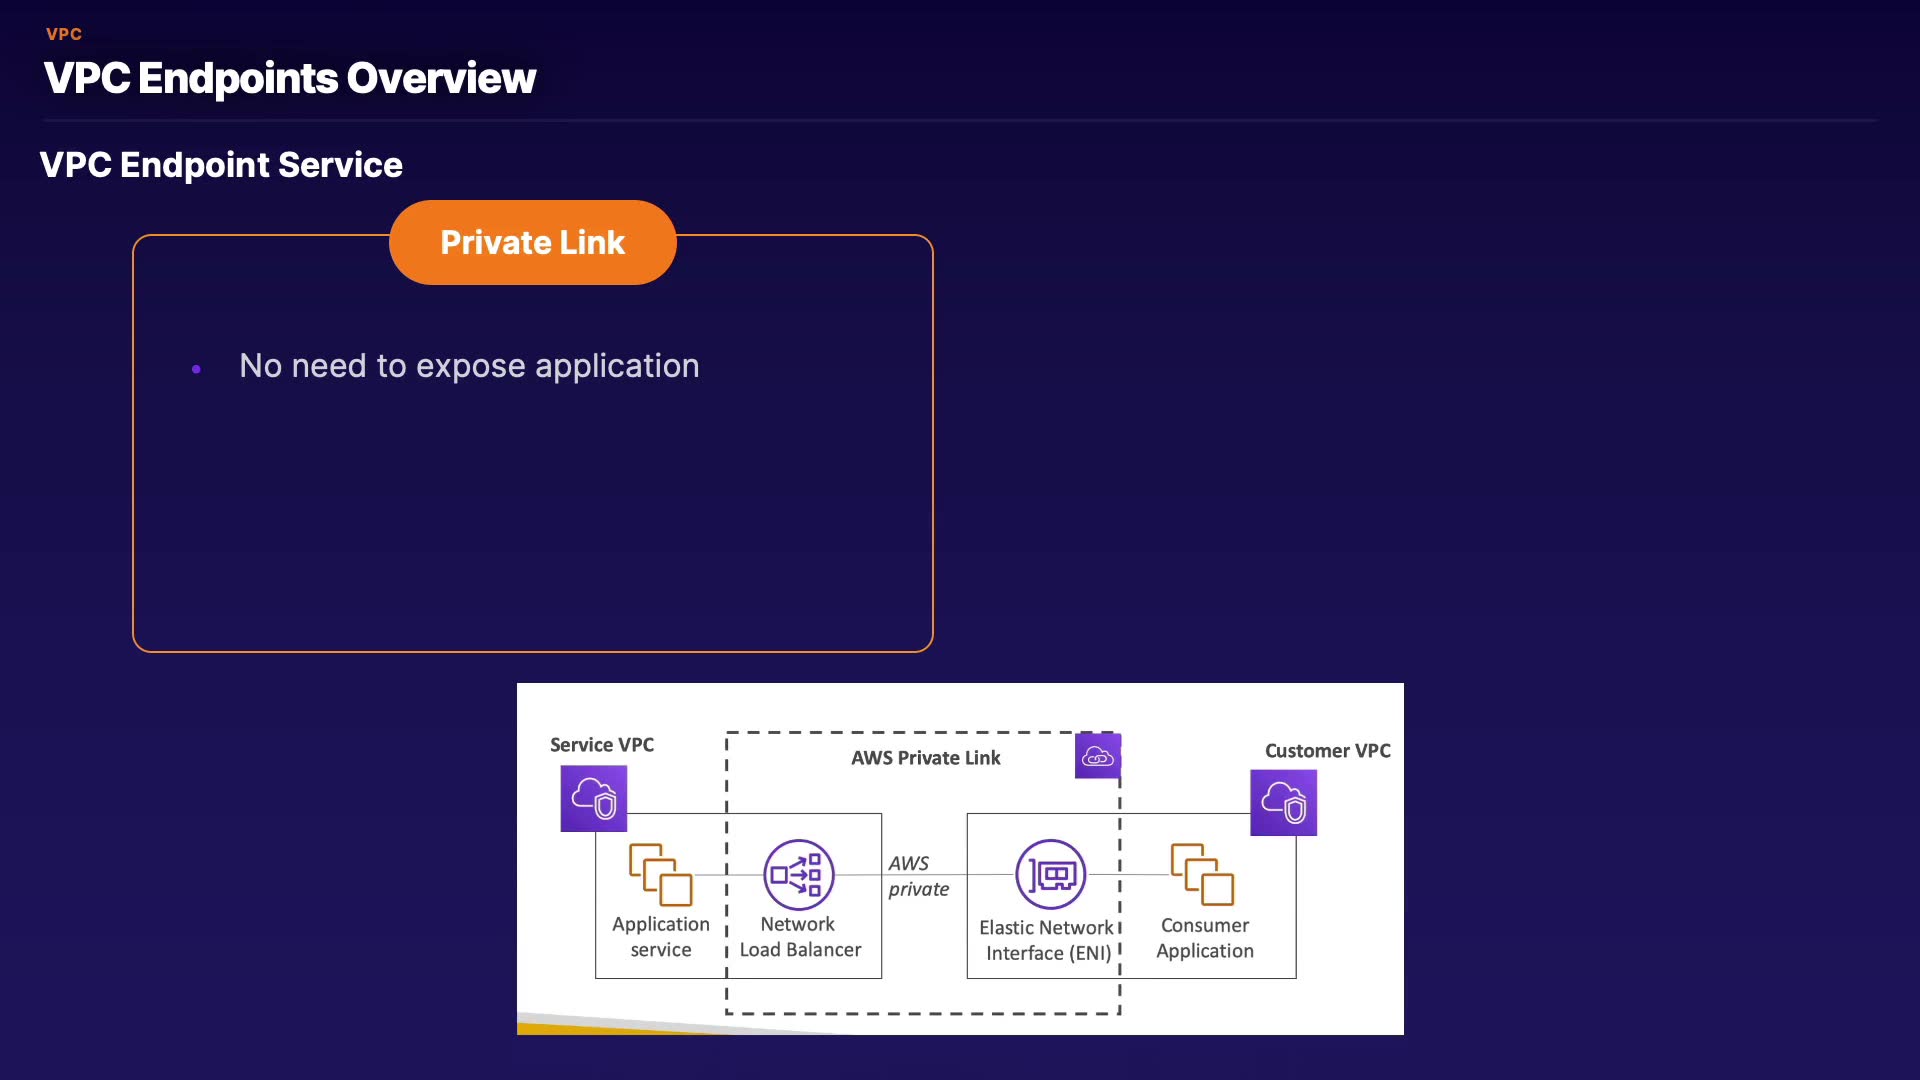 VPC
VPC Endpoints Overview
VPC Endpoint Service
Private Link
No need to expose application
Service VPC
AWS Private Link
Customer VPC
AWS
private
Application
service
Network
Load Balancer
Elastic Network
Interface (ENI)
Consumer
Application